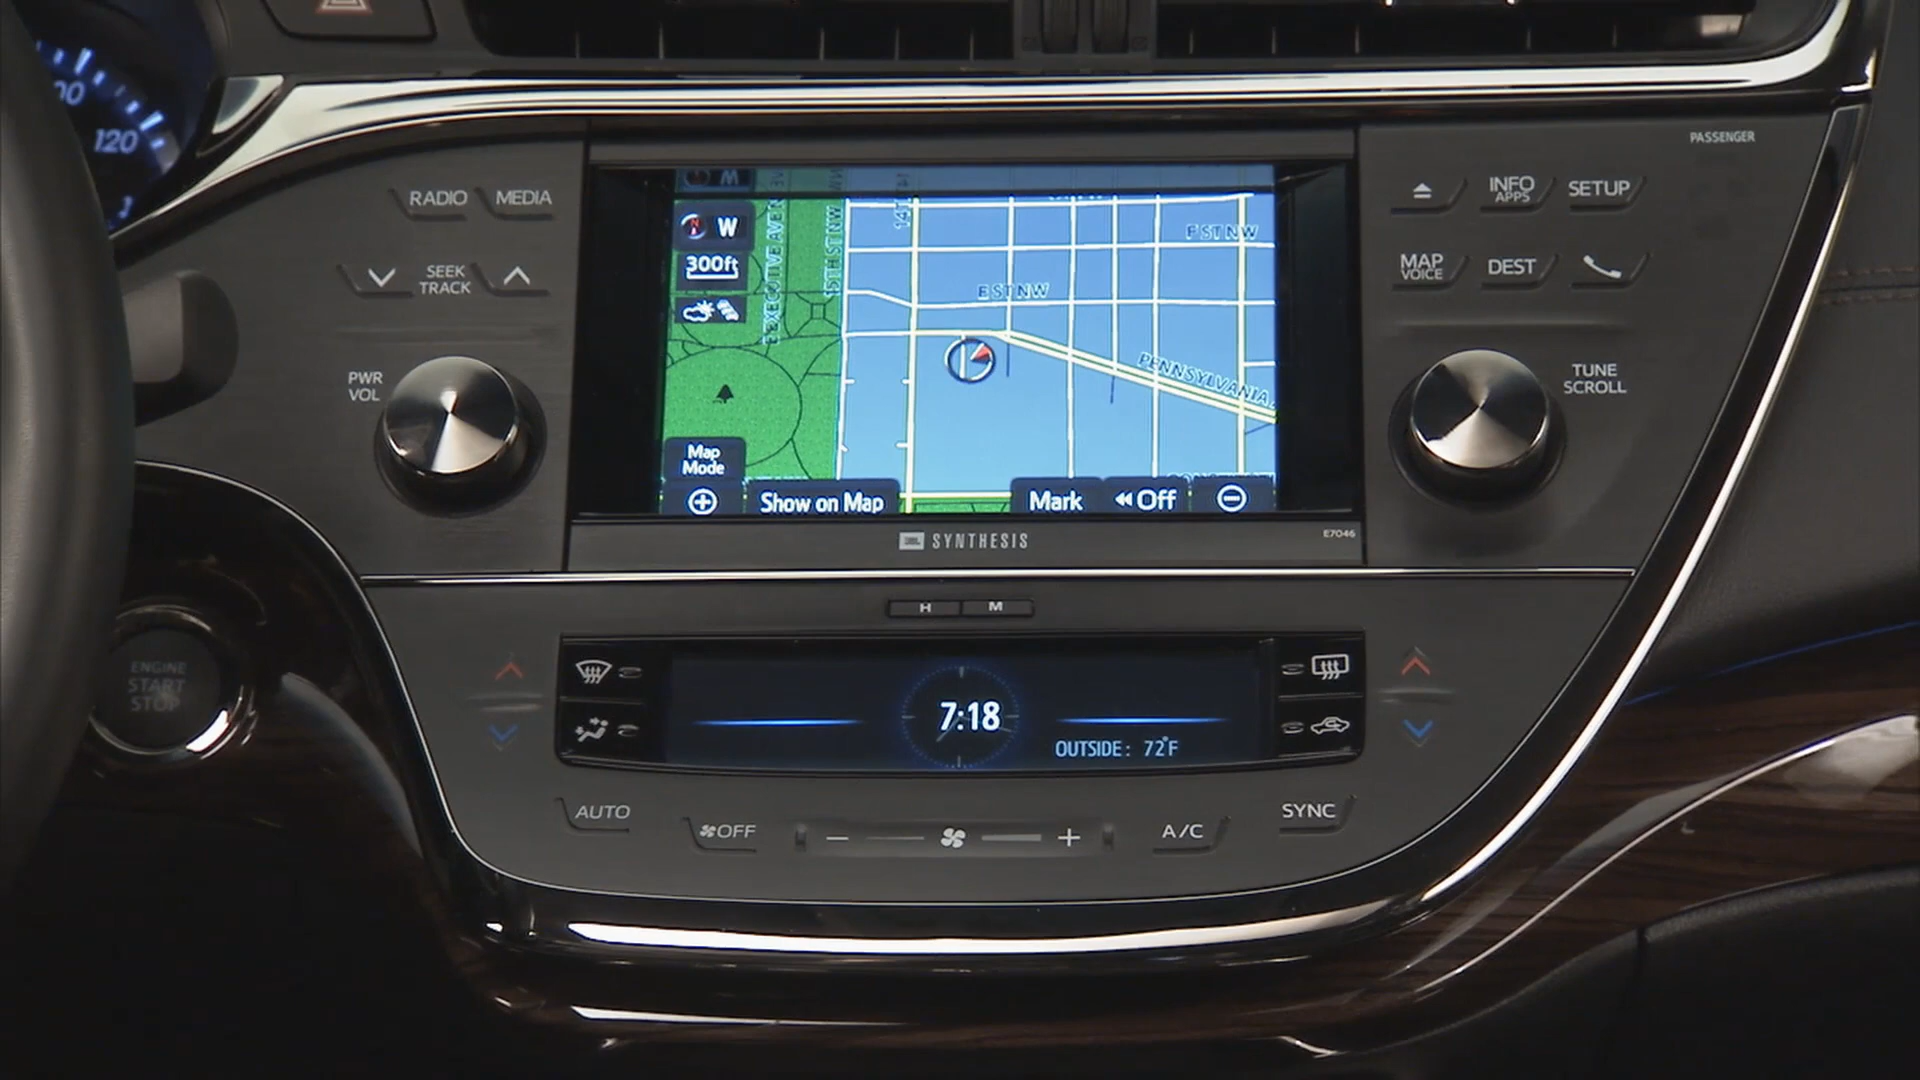 120
PASSENGER
RADIO
MEDIA
SEEK
TRACK
PWR
VOL
W
300ft
E EXECUTIVE AVE
15TH ST NW
F ST NW
E ST NW
PENNSYLVANIA
Map
Mode
Show on Map
Mark
Off
INFO
APPS
SETUP
MAP
VOICE
DEST
TUNE
SCROLL
JBL SYNTHESIS
E7046
H
M
ENGINE
START
STOP
7:18
OUTSIDE: 72°F
AUTO
OFF
A/C
SYNC